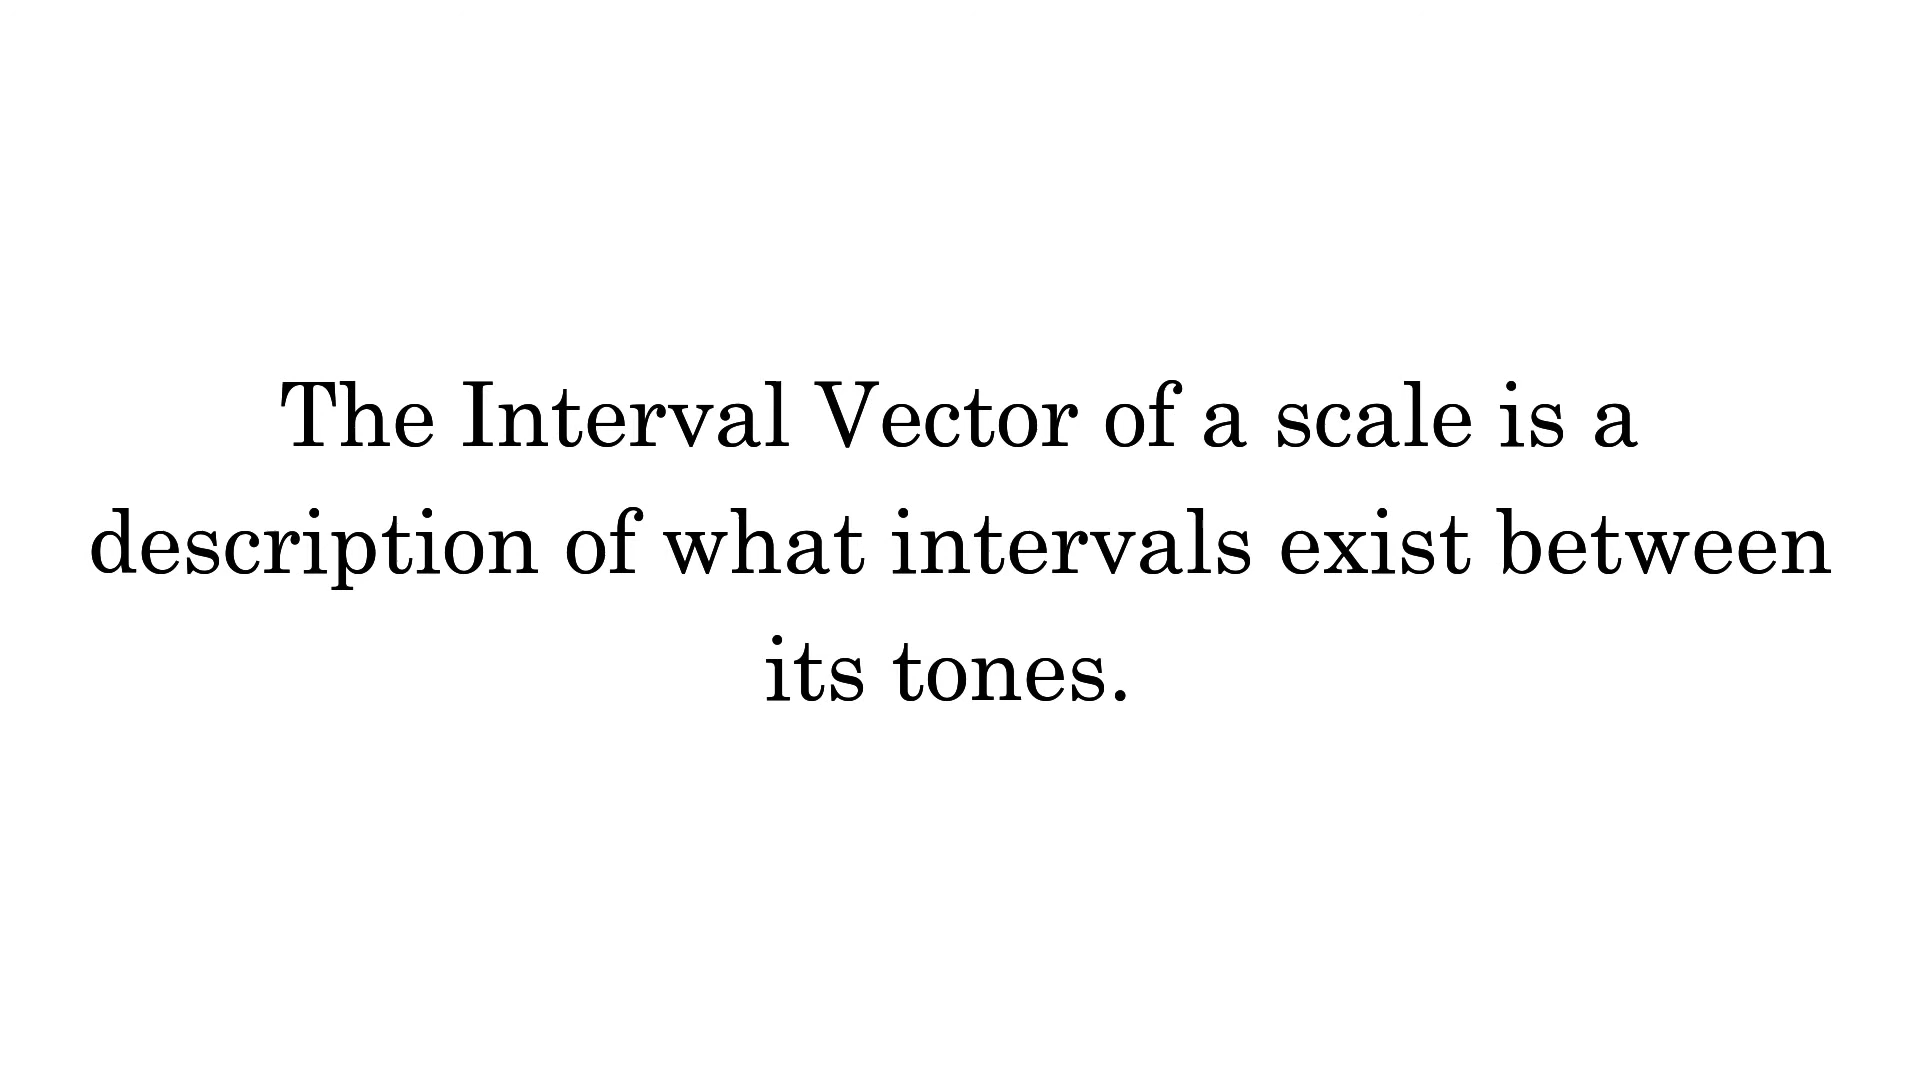 The Interval Vector of a scale is a
description of what intervals exist between
its tones.